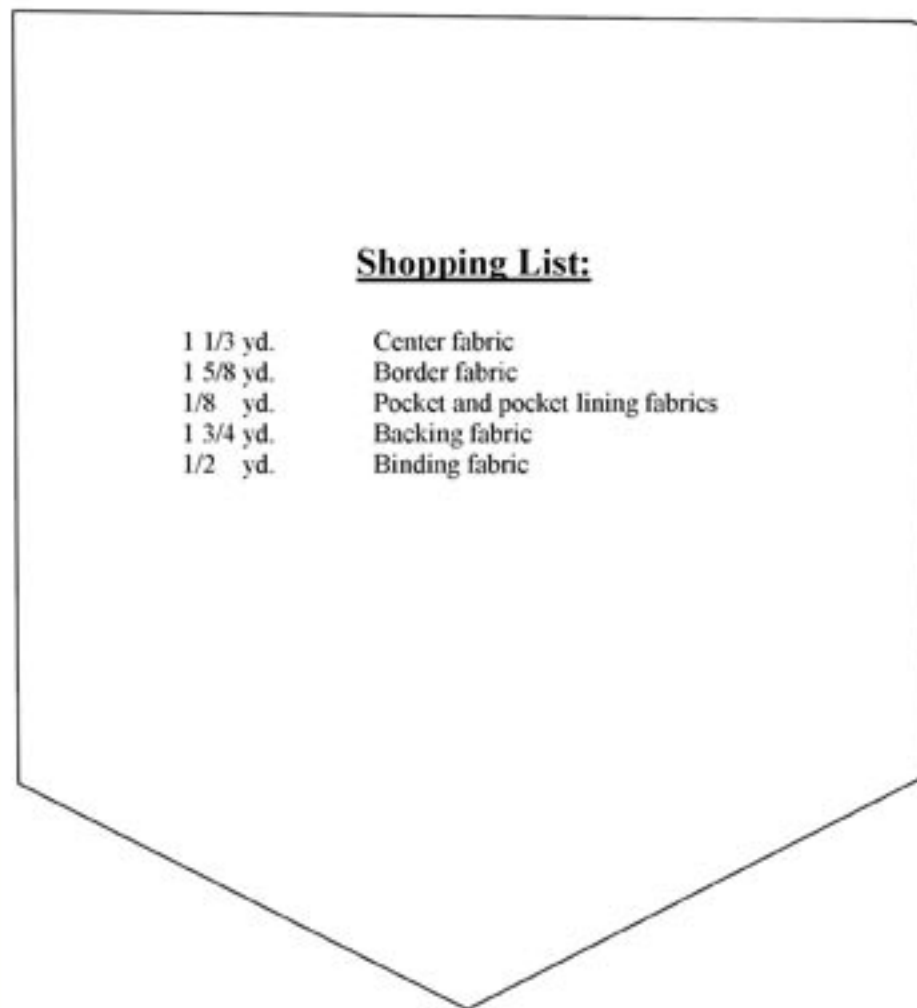 Shopping List:
1 1/3 yd. Center fabric
1 5/8 yd. Border fabric
1/8 yd. Pocket and pocket lining fabrics
1 3/4 yd. Backing fabric
1/2 yd. Binding fabric